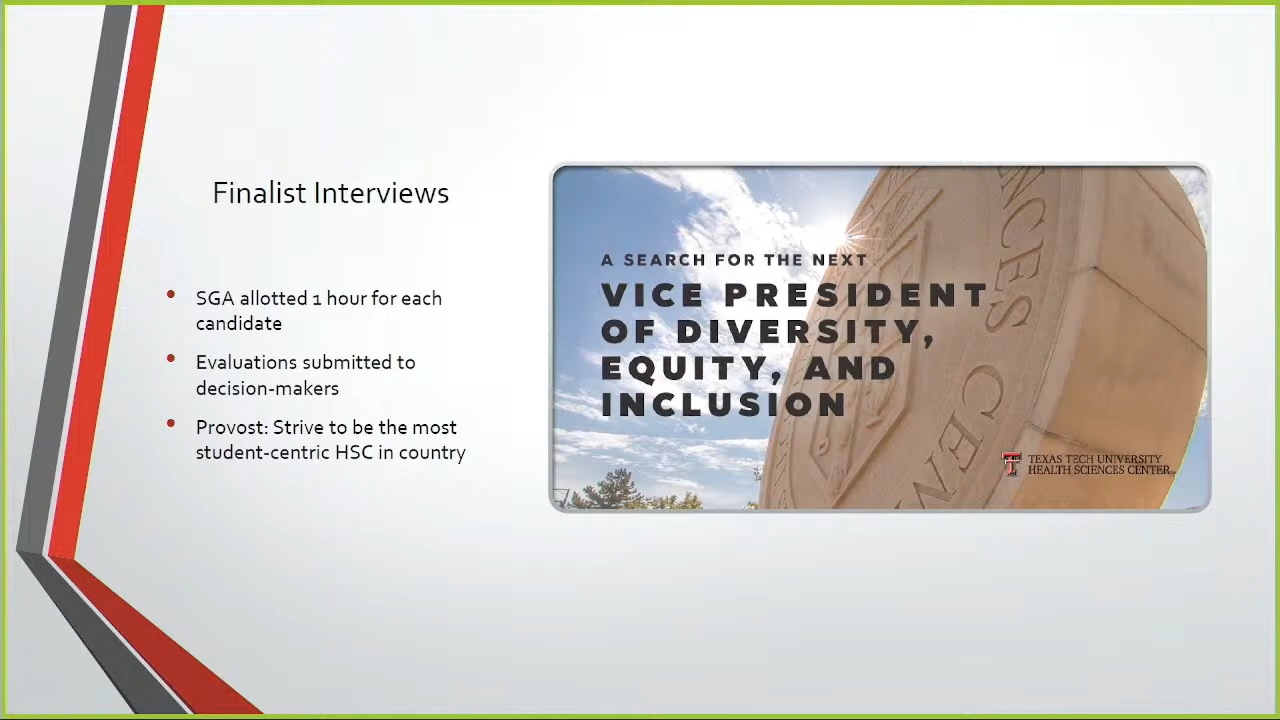 Finalist Interviews
SGA allotted 1 hour for each
candidate
Evaluations submitted to
decision-makers
Provost: Strive to be the most
student-centric HSC in country
A SEARCH FOR THE NEXT
VICE PRESIDENT
OF DIVERSITY,
EQUITY, AND
INCLUSION
NCES CEN
TEXAS TECH UNIVERSITY
HEALTH SCIENCES CENTER